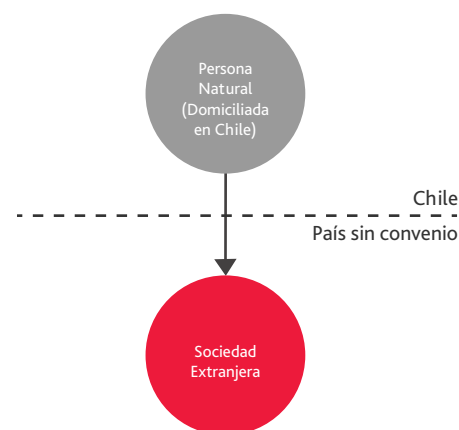 Persona
Natural
(Domiciliada
en Chile)
Chile
País sin convenio
Sociedad
Extranjera